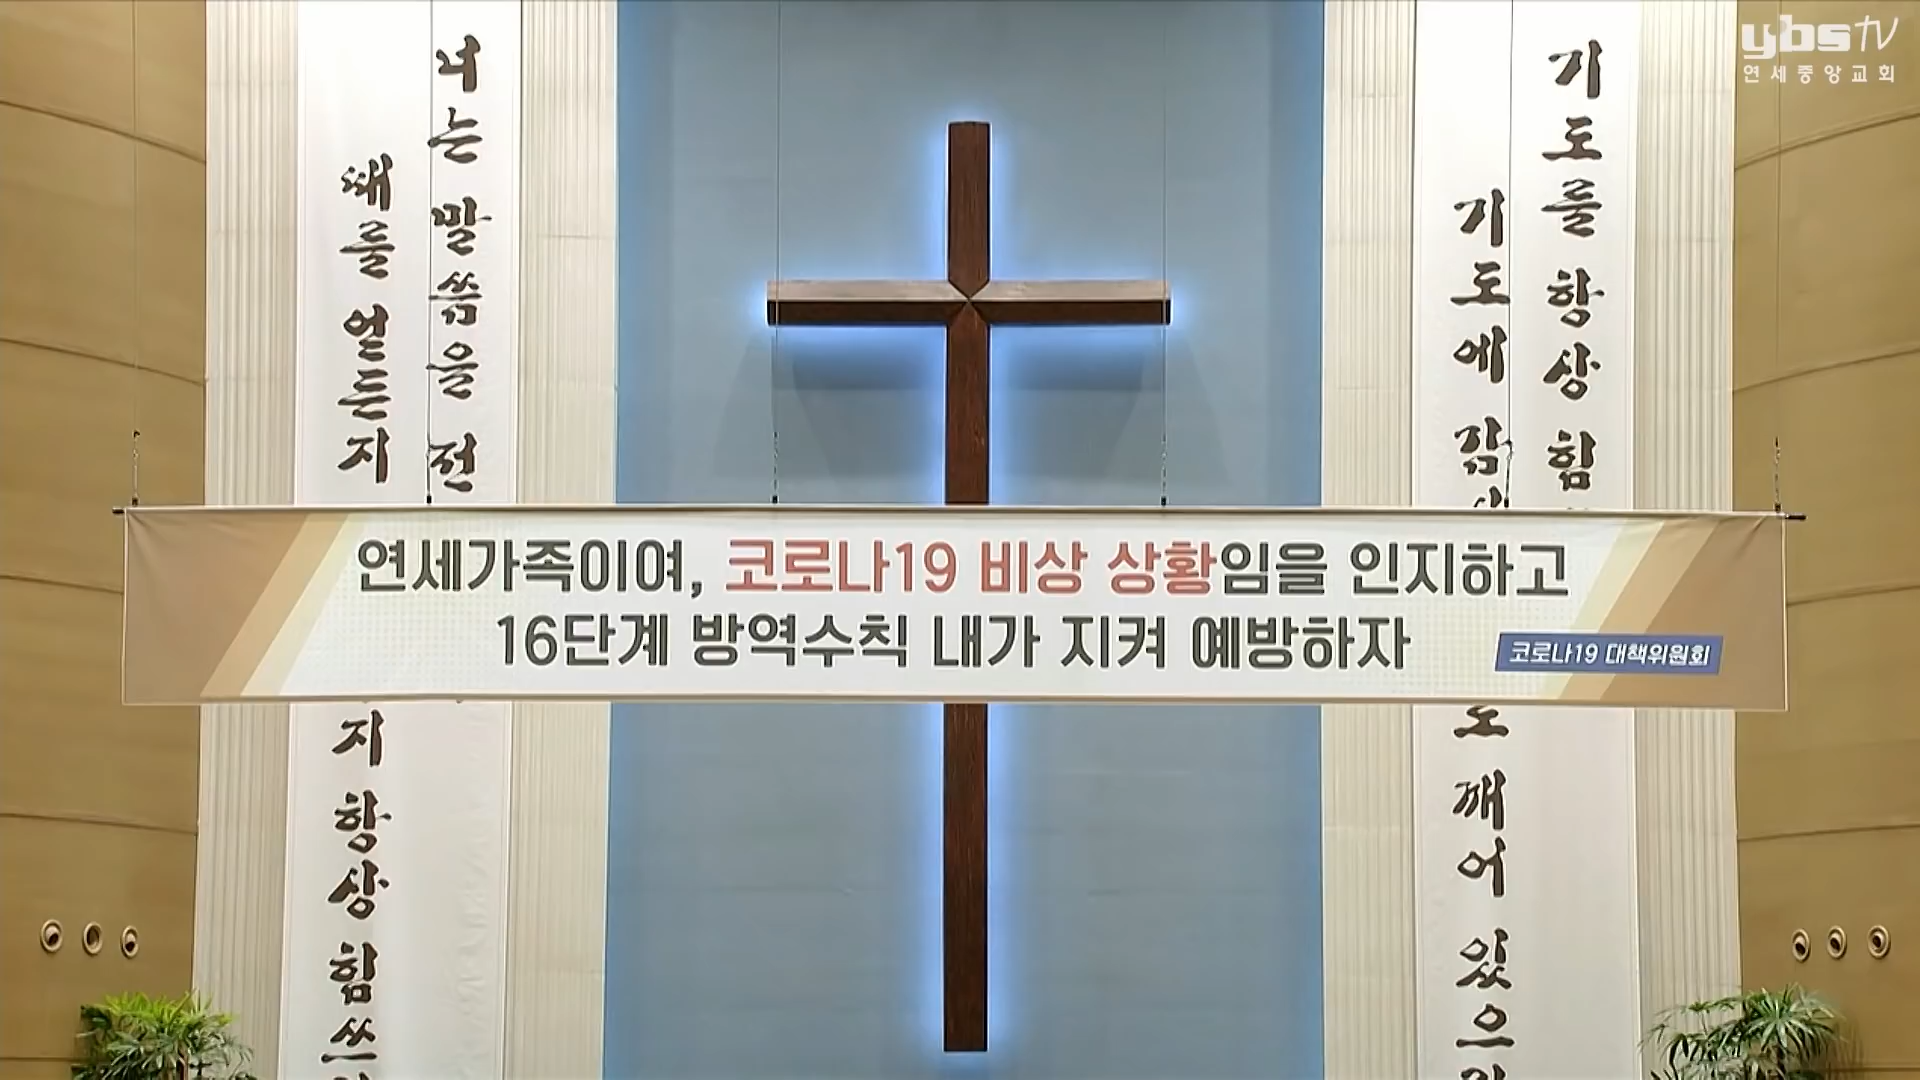 ybstv
연세중앙교회
너는 말씀을 전
때를 얻든지
지 항상 힘쓰
기도를 항상 힘
기도에 감
도 깨어 있으
연세가족이여, 코로나19 비상 상황임을 인지하고
16단계 방역수칙 내가 지켜 예방하자
코로나19 대책위원회